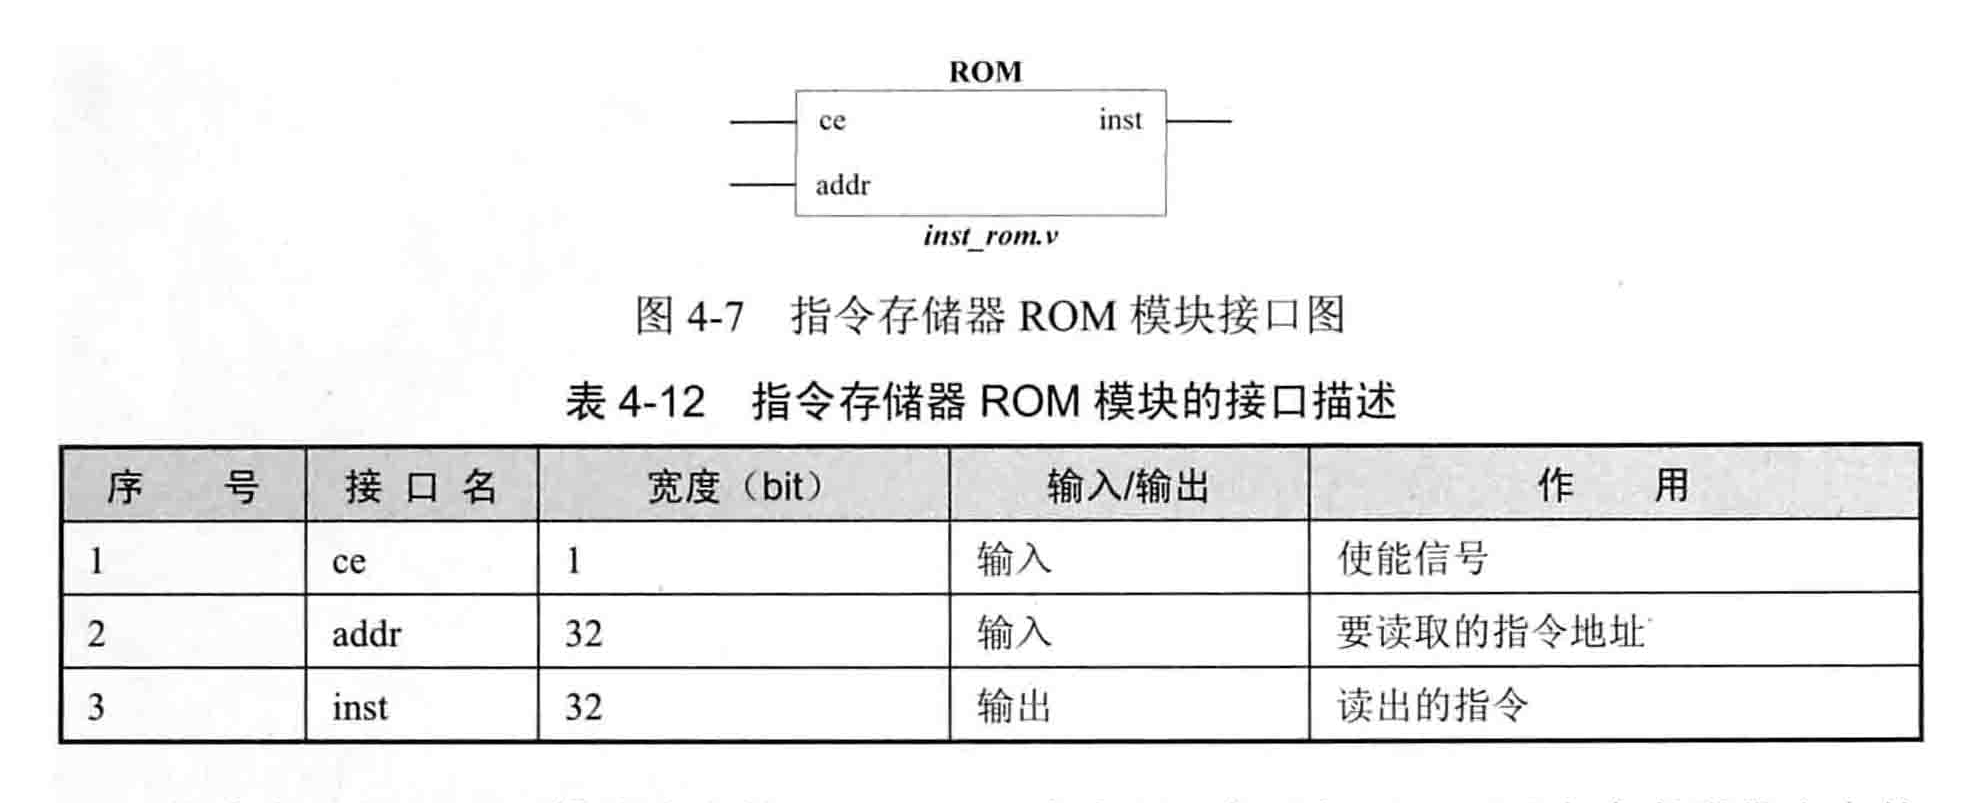 ROM
ce inst
addr
inst_rom.v
图 4-7 指令存储器 ROM 模块接口图
表 4-12 指令存储器 ROM 模块的接口描述
序 号 接 口 名 宽度（bit） 输入/输出 作 用
1 ce 1 输入 使能信号
2 addr 32 输入 要读取的指令地址
3 inst 32 输出 读出的指令